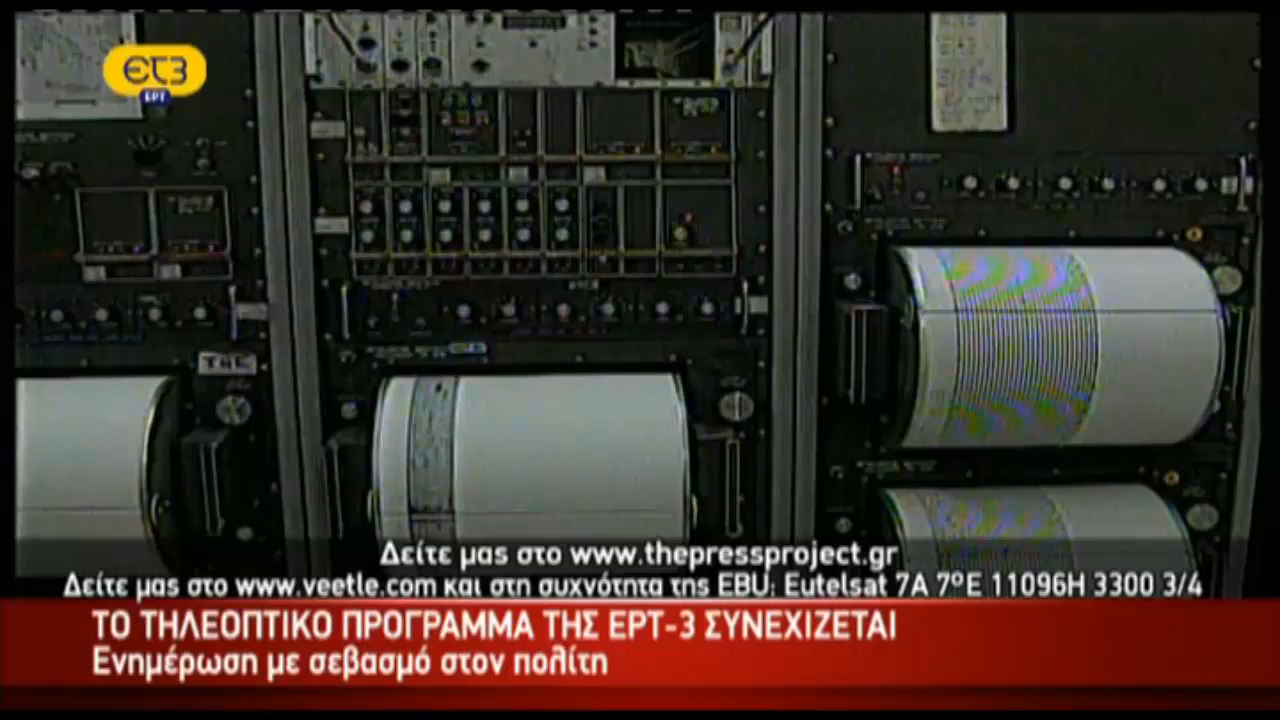 ετ3
ΕΡΤ
Δείτε μας στο www.thepressproject.gr
Δείτε μας στο www.veetle.com και στη συχνότητα της EBU: Eutelsat 7A 7°E 11096H 3300 3/4
ΤΟ ΤΗΛΕΟΠΤΙΚΟ ΠΡΟΓΡΑΜΜΑ ΤΗΣ ΕΡΤ-3 ΣΥΝΕΧΙΖΕΤΑΙ
Ενημέρωση με σεβασμό στον πολίτη